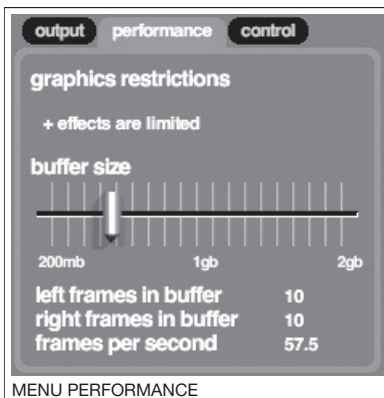 output performance control
graphics restrictions
+ effects are limited
buffer size
200mb 1gb 2gb
left frames in buffer 10
right frames in buffer 10
frames per second 57.5
MENU PERFORMANCE